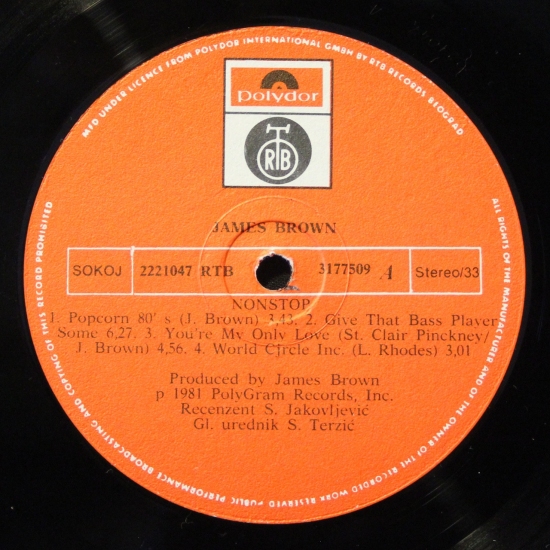 MFD UNDER LICENCE FROM POLYDOR INTERNATIONAL GMBH BY RTB RECORDS BEOGRAD
polydor
RTB
JAMES BROWN
SOKOJ 2221047 RTB 3177509 A Stereo/33
NONSTOP
1. Popcorn 80' s (J. Brown) 3,43. 2. Give That Bass Player
Some 6,27. 3. You're My Only Love (St. Clair Pinckney/
J. Brown) 4,56. 4. World Circle Inc. (L. Rhodes) 3,01
Produced by James Brown
p 1981 PolyGram Records, Inc.
Recenzent S. Jakovljević
Gl. urednik S. Terzić
ALL RIGHTS OF THE MANUFACTURER AND OF THE OWNER OF THE RECORDED WORK RESERVED PUBLIC PERFORMANCE BROADCASTING AND COPYING OF THIS RECORD PROHIBITED